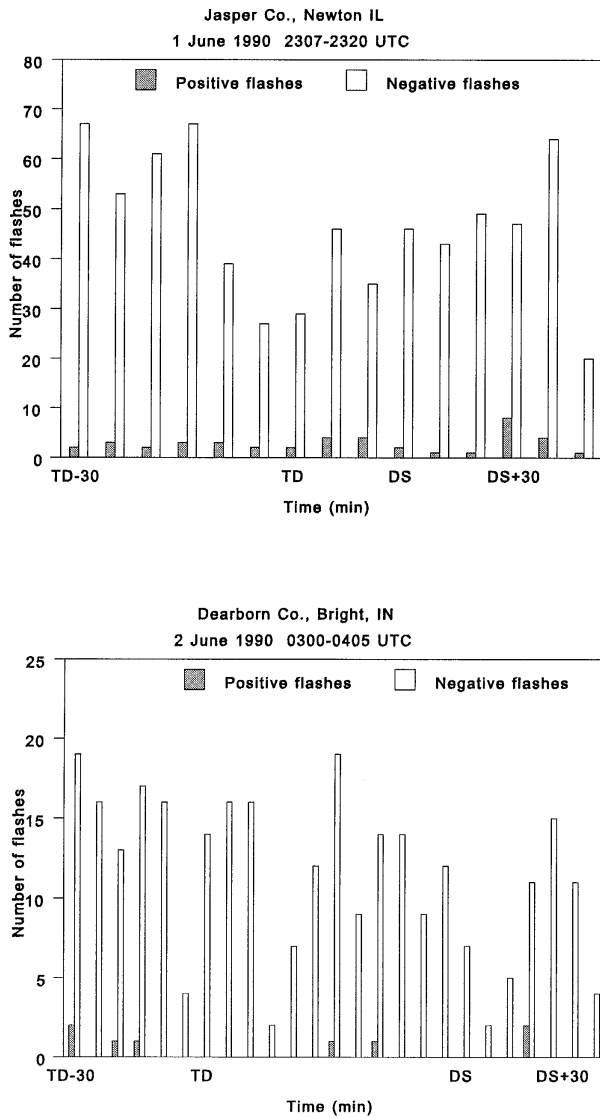 Jasper Co., Newton IL
1 June 1990 2307-2320 UTC
80
Positive flashes
Negative flashes
70
60
50
40
30
20
10
0
Number of flashes
TD-30
TD
DS
DS+30
Time (min)
Dearborn Co., Bright, IN
2 June 1990 0300-0405 UTC
25
Positive flashes
Negative flashes
20
15
10
5
0
Number of flashes
TD-30
TD
DS
DS+30
Time (min)